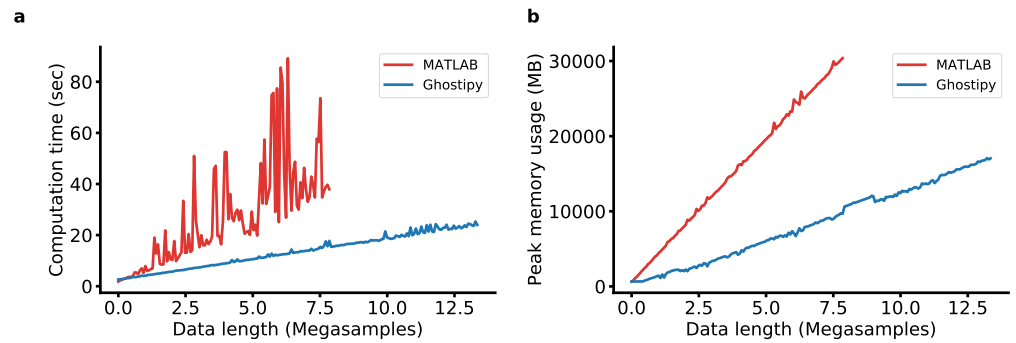 a
Computation time (sec)
80
60
40
20
0
0.0 2.5 5.0 7.5 10.0 12.5
Data length (Megasamples)
MATLAB
Ghostipy
b
Peak memory usage (MB)
30000
20000
10000
0
0.0 2.5 5.0 7.5 10.0 12.5
Data length (Megasamples)
MATLAB
Ghostipy